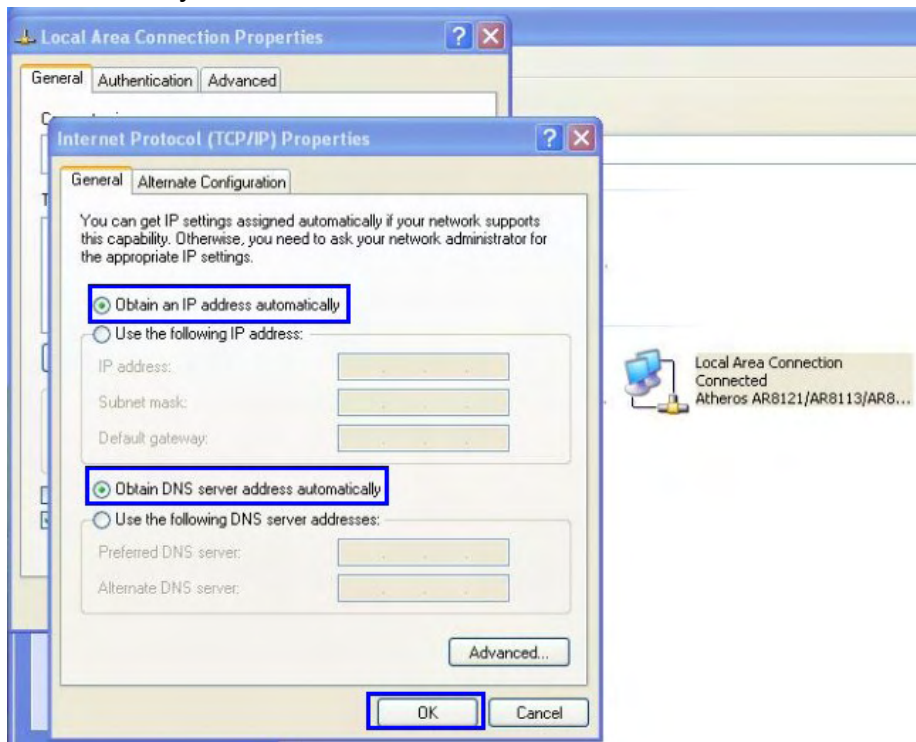 Local Area Connection Properties
General Authentication Advanced
Internet Protocol (TCP/IP) Properties
General Alternate Configuration
You can get IP settings assigned automatically if your network supports
this capability. Otherwise, you need to ask your network administrator for
the appropriate IP settings.
Obtain an IP address automatically
Use the following IP address:
IP address:
Subnet mask:
Default gateway:
Obtain DNS server address automatically
Use the following DNS server addresses:
Preferred DNS server:
Alternate DNS server:
Advanced...
OK Cancel
Local Area Connection
Connected
Atheros AR8121/AR8113/AR8...